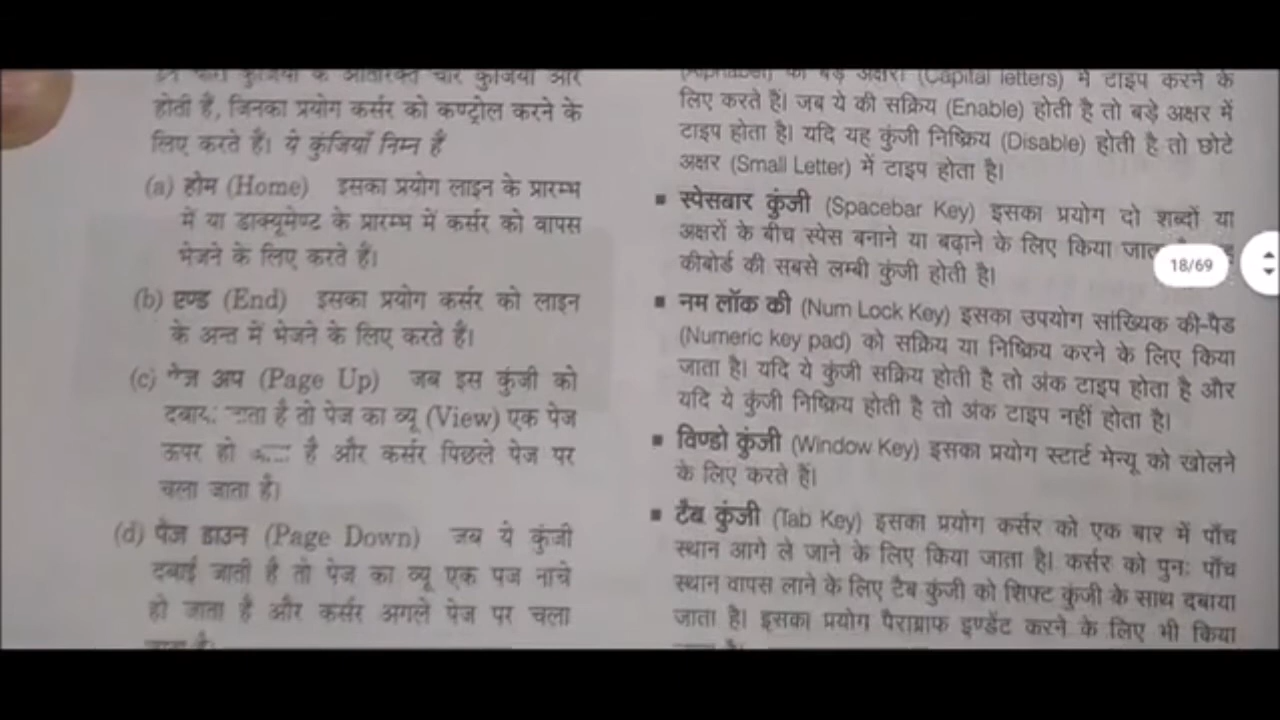 होती हैं, जिनका प्रयोग कर्सर को कण्ट्रोल करने के
लिए करते हैं। ये कुंजियाँ निम्न हैं
(a) होम (Home) इसका प्रयोग लाइन के प्रारम्भ
में या डाक्यूमेण्ट के प्रारम्भ में कर्सर को वापस
भेजने के लिए करते हैं।
(b) एण्ड (End) इसका प्रयोग कर्सर को लाइन
के अन्त में भेजने के लिए करते हैं।
(c) पेज अप (Page Up) जब इस कुंजी को
है तो पेज का व्यू (View) एक पेज
ऊपर हो है और कर्सर पिछले पेज पर
चला जाता है।
(d) पेज डाउन (Page Down) जब ये कुंजी
दबाई जाती है तो पेज का व्यू एक पेज नीचे
हो जाता है और कर्सर अगले पेज पर चला
जाता है।
(Alphabet) को बड़े अक्षरों (Capital letters) में टाइप करने के
लिए करते हैं। जब ये की सक्रिय (Enable) होती है तो बड़े अक्षर में
टाइप होता है। यदि यह कुंजी निष्क्रिय (Disable) होती है तो छोटे
अक्षर (Small Letter) में टाइप होता है।
▪ स्पेसबार कुंजी (Spacebar Key) इसका प्रयोग दो शब्दों या
अक्षरों के बीच स्पेस बनाने या बढ़ाने के लिए किया
कीबोर्ड की सबसे लम्बी कुंजी होती है।
▪ नम लॉक की (Num Lock Key) इसका उपयोग सांख्यिक की-पैड
(Numeric key pad) को सक्रिय या निष्क्रिय करने के लिए किया
जाता है। यदि ये कुंजी सक्रिय होती है तो अंक टाइप होता है और
यदि ये कुंजी निष्क्रिय होती है तो अंक टाइप नहीं होता है।
▪ विण्डो कुंजी (Window Key) इसका प्रयोग स्टार्ट मेन्यू को खोलने
के लिए करते हैं।
▪ टैब कुंजी (Tab Key) इसका प्रयोग कर्सर को एक बार में पाँच
स्थान आगे ले जाने के लिए किया जाता है। कर्सर को पुनः पाँच
स्थान वापस लाने के लिए टैब कुंजी को शिफ्ट कुंजी के साथ दबाया
जाता है। इसका प्रयोग पैराग्राफ इण्डेंट करने के लिए भी किया
18/69